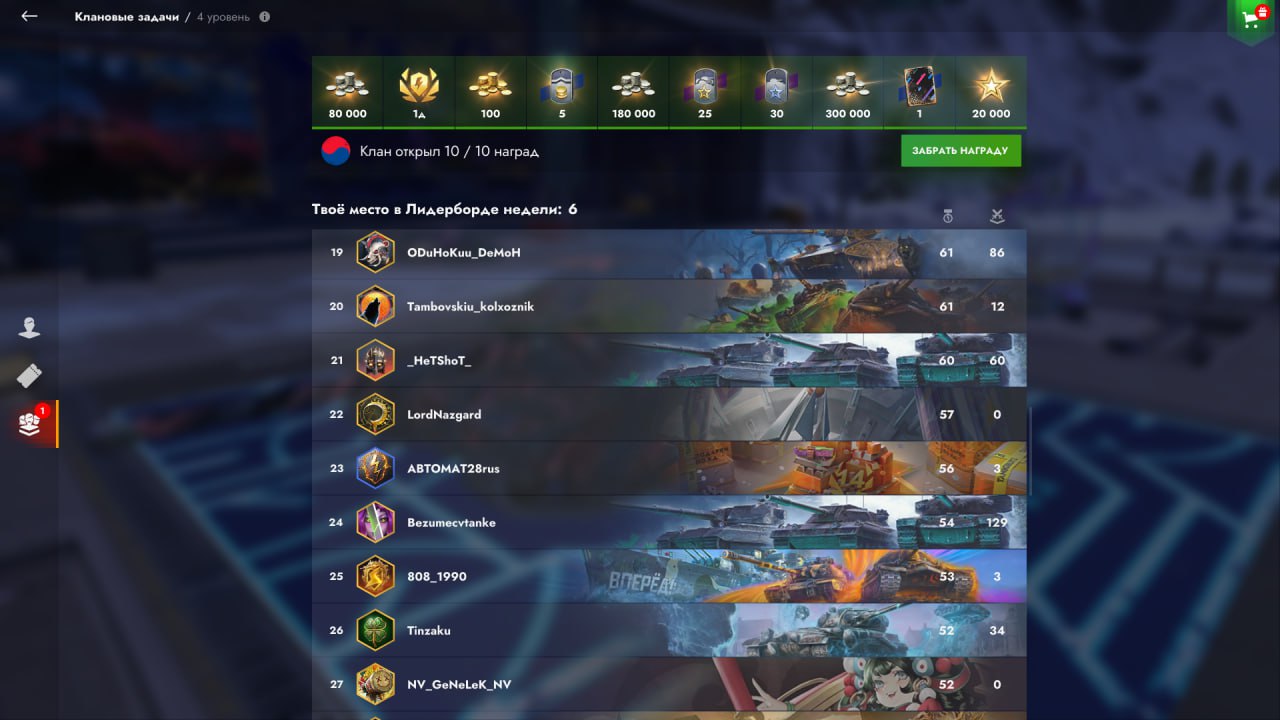 Клановые задачи / 4 уровень
80 000 1д 100 5 180 000 25 30 300 000 1 20 000
Клан открыл 10 / 10 наград
ЗАБРАТЬ НАГРАДУ
Твоё место в Лидерборде недели: 6
19 ODuHoKuu_DeMoH 61 86
20 Tambovskiu_kolxoznik 61 12
21 _HeTShoT_ 60 60
22 LordNazgard 57 0
23 ABTOMAT28rus 56 3
24 Bezumecvtanke 54 129
1
25 808_1990 ВПЕРЁД 53 3
26 Tinzaku 52 34
27 NV_GeNeLeK_NV 52 0